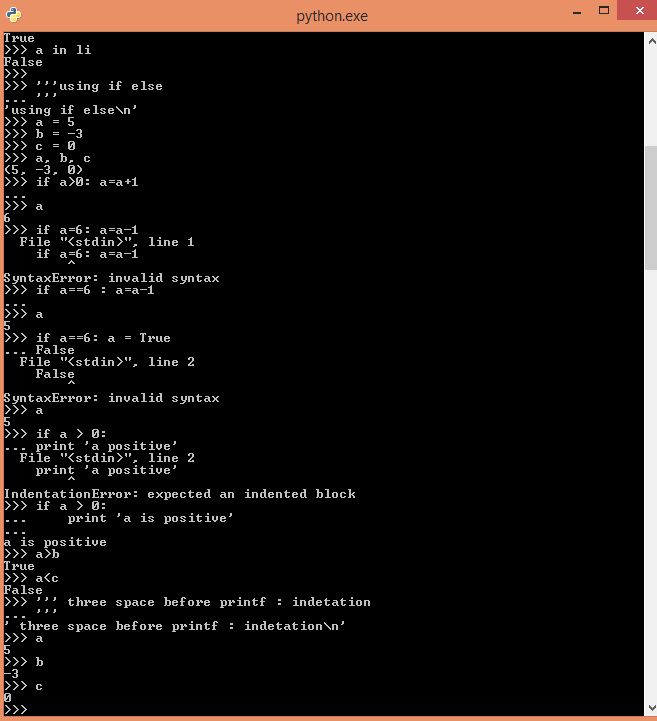 python.exe
True
>>> a in li
False
>>>
>>> '''using if else
... '''
'using if else\n'
>>> a = 5
>>> b = -3
>>> c = 0
>>> a, b, c
(5, -3, 0)
>>> if a>0: a=a+1
...
>>> a
6
>>> if a=6: a=a-1
  File "<stdin>", line 1
    if a=6: a=a-1
        ^
SyntaxError: invalid syntax
>>> if a==6 : a=a-1
...
>>> a
5
>>> if a==6: a = True
... False
  File "<stdin>", line 2
    False
        ^
SyntaxError: invalid syntax
>>> a
5
>>> if a > 0:
... print 'a positive'
  File "<stdin>", line 2
    print 'a positive'
        ^
IndentationError: expected an indented block
>>> if a > 0:
...     print 'a is positive'
...
a is positive
>>> a>b
True
>>> a<c
False
>>> ''' three space before printf : indetation
... '''
' three space before printf : indetation\n'
>>> a
5
>>> b
-3
>>> c
0
>>>